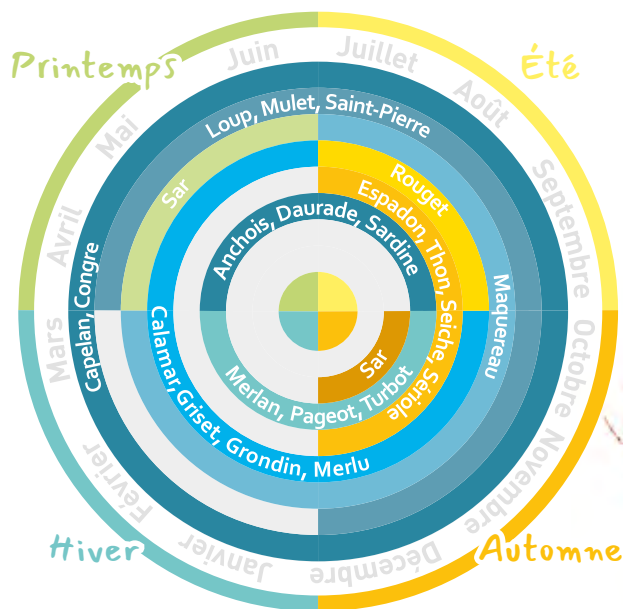 Printemps
Été
Automne
Hiver
Juin
Juillet
Août
Septembre
Octobre
Novembre
Décembre
Janvier
Février
Mars
Avril
Mai
Capelan, Congre
Loup, Mulet, Saint-Pierre
Maquereau
Sar
Rouget
Calamar, Griset, Grondin, Merlu
Espadon, Thon, Seiche, Sériole
Anchois, Daurade, Sardine
Merlan, Pageot, Turbot
Sar